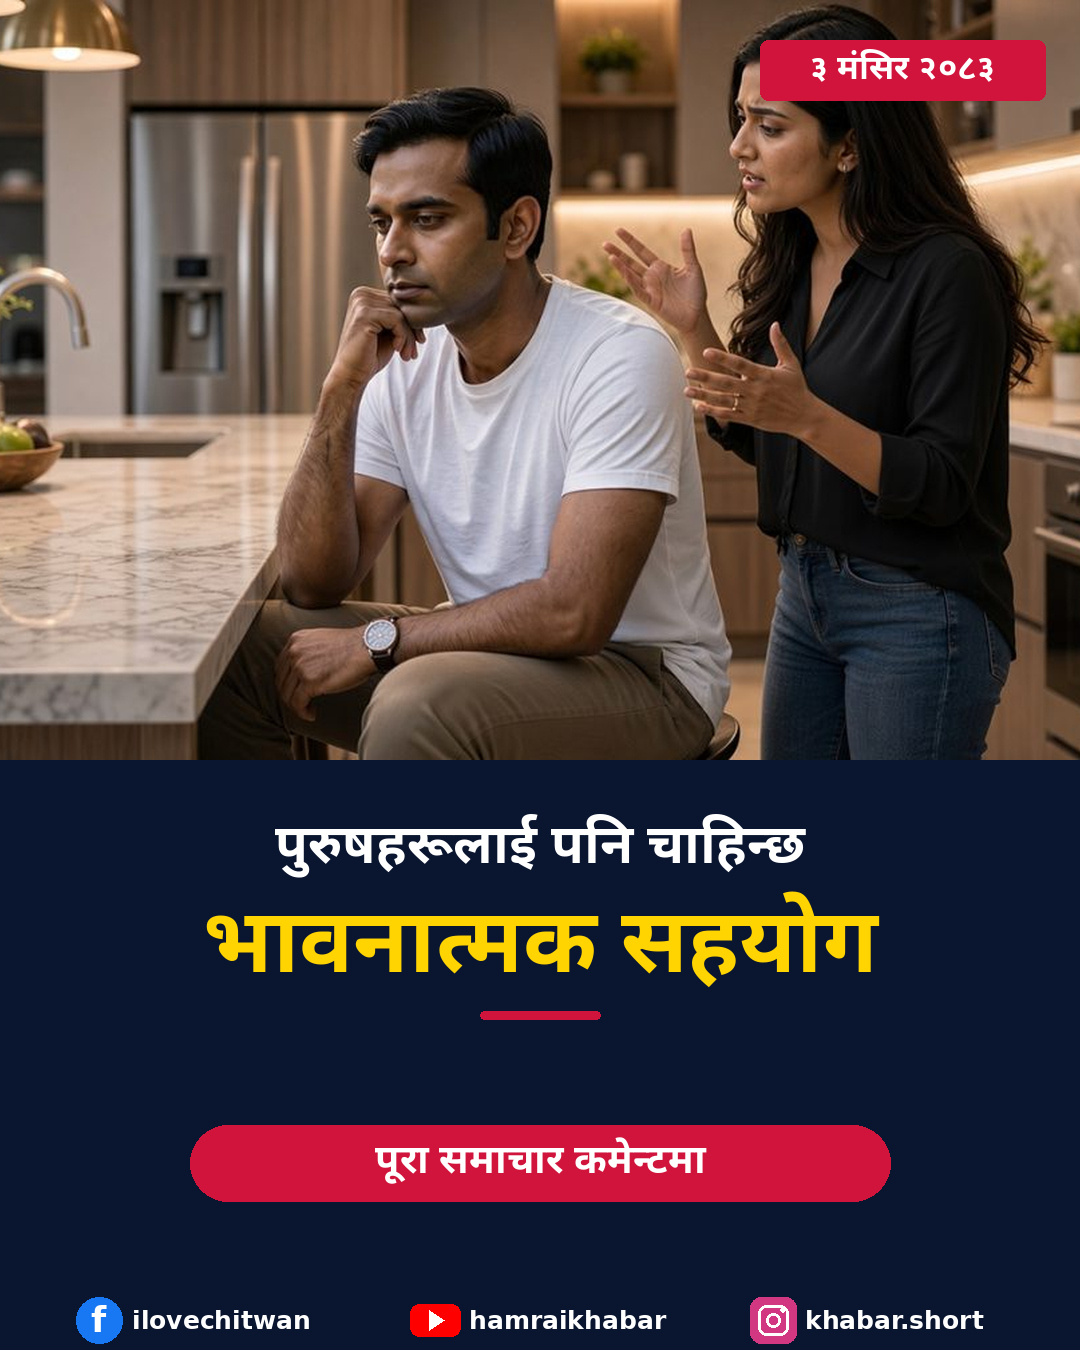 ३ मंसिर २०८३
पुरुषहरूलाई पनि चाहिन्छ
भावनात्मक सहयोग
पूरा समाचार कमेन्टमा
ilovechitwan
hamraikhabar
khabar.short